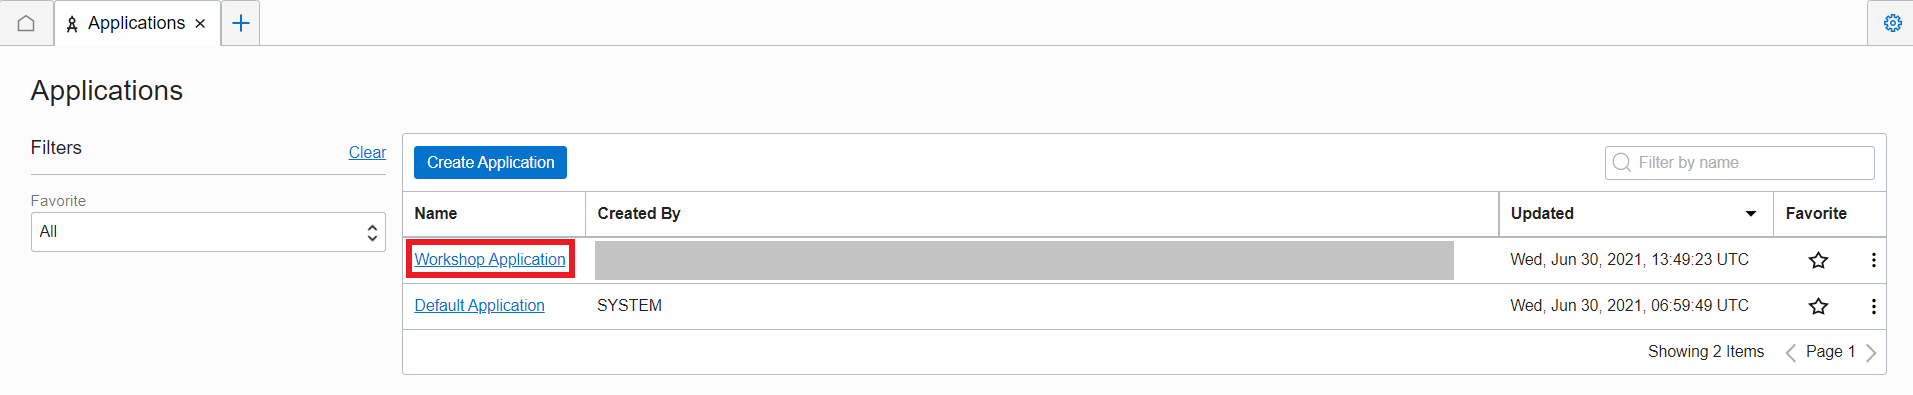 Applications ×
Applications
Filters Clear
Favorite
All
Create Application Filter by name
Name Created By Updated Favorite
Workshop Application Wed, Jun 30, 2021, 13:49:23 UTC
Default Application SYSTEM Wed, Jun 30, 2021, 06:59:49 UTC
Showing 2 Items Page 1